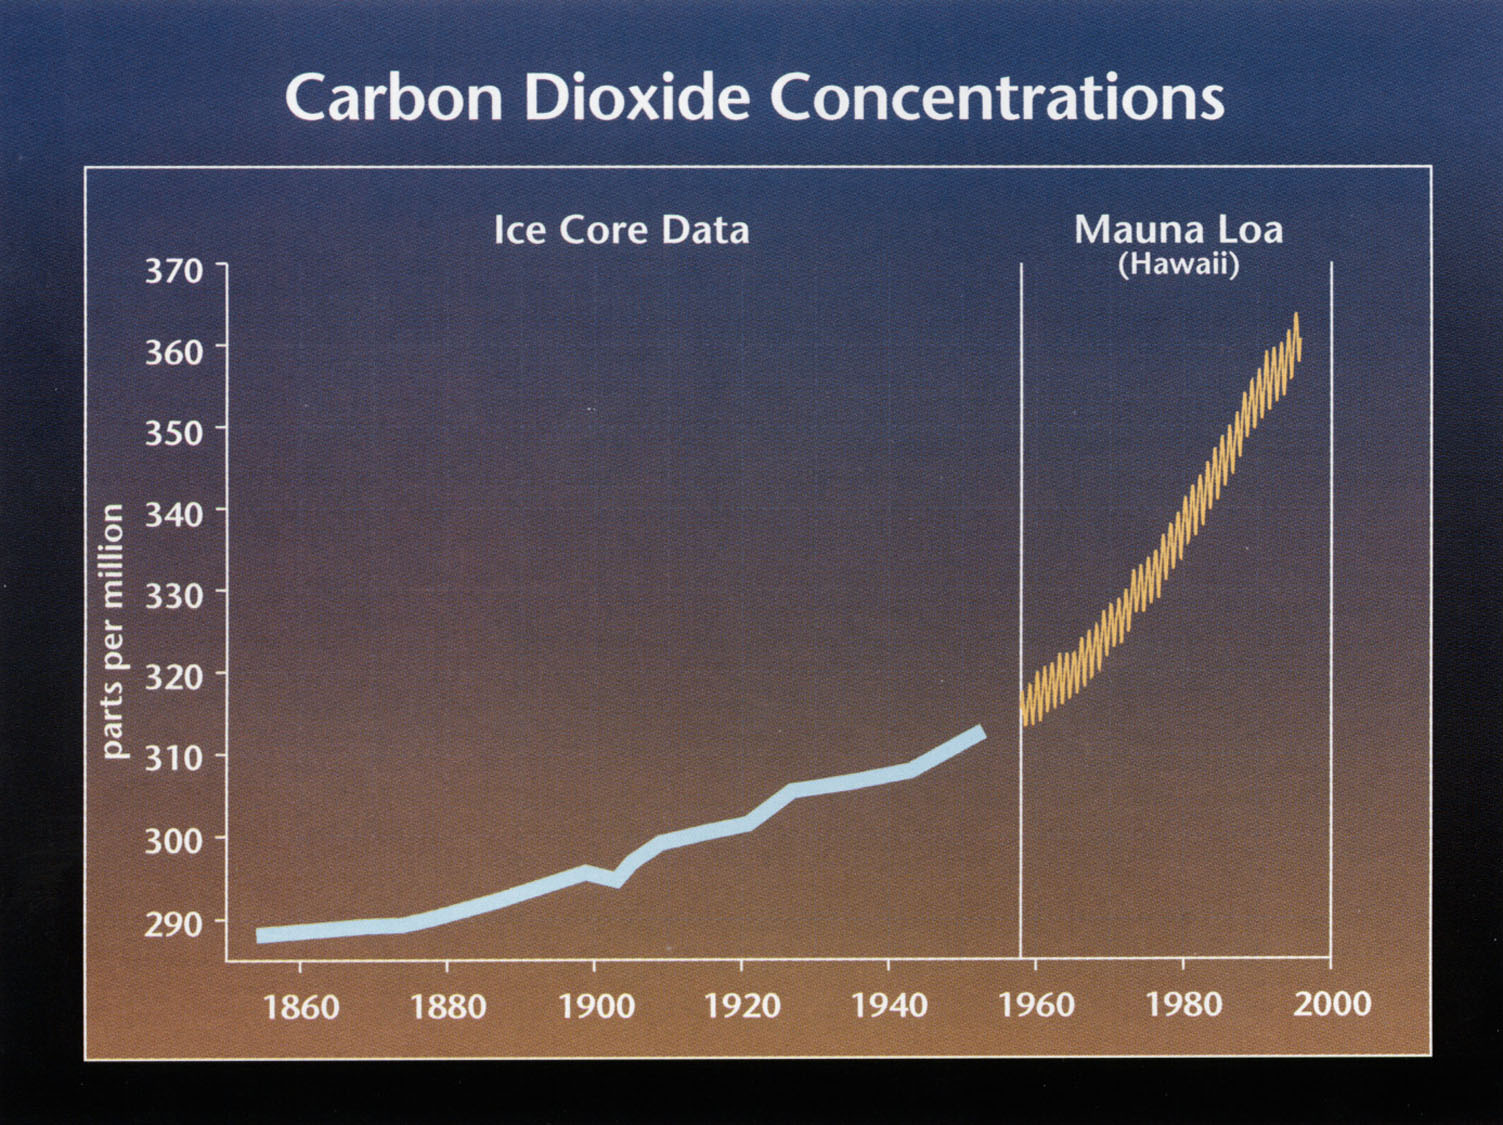 Carbon Dioxide Concentrations
Ice Core Data
Mauna Loa
(Hawaii)
370
360
350
340
330
320
310
300
290
parts per million
1860 1880 1900 1920 1940 1960 1980 2000